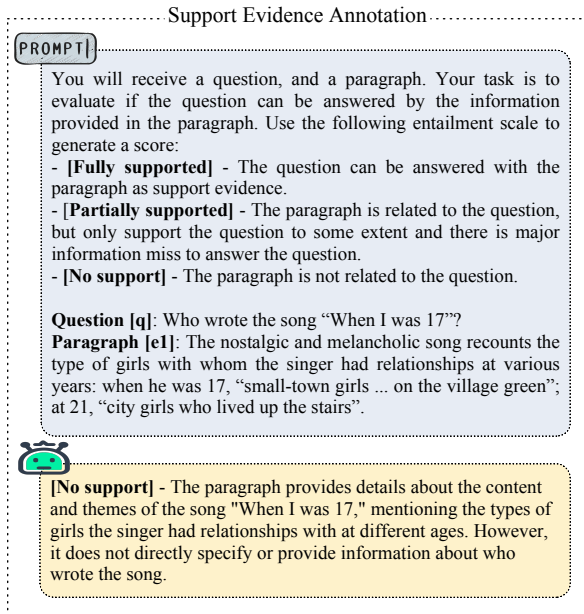 Support Evidence Annotation
PROMPT
You will receive a question, and a paragraph. Your task is to
evaluate if the question can be answered by the information
provided in the paragraph. Use the following entailment scale to
generate a score:
- [Fully supported] - The question can be answered with the
paragraph as support evidence.
- [Partially supported] - The paragraph is related to the question,
but only support the question to some extent and there is major
information miss to answer the question.
- [No support] - The paragraph is not related to the question.
Question [q]: Who wrote the song “When I was 17”?
Paragraph [e1]: The nostalgic and melancholic song recounts the
type of girls with whom the singer had relationships at various
years: when he was 17, “small-town girls ... on the village green”;
at 21, “city girls who lived up the stairs”.
[No support] - The paragraph provides details about the content
and themes of the song "When I was 17," mentioning the types of
girls the singer had relationships with at different ages. However,
it does not directly specify or provide information about who
wrote the song.